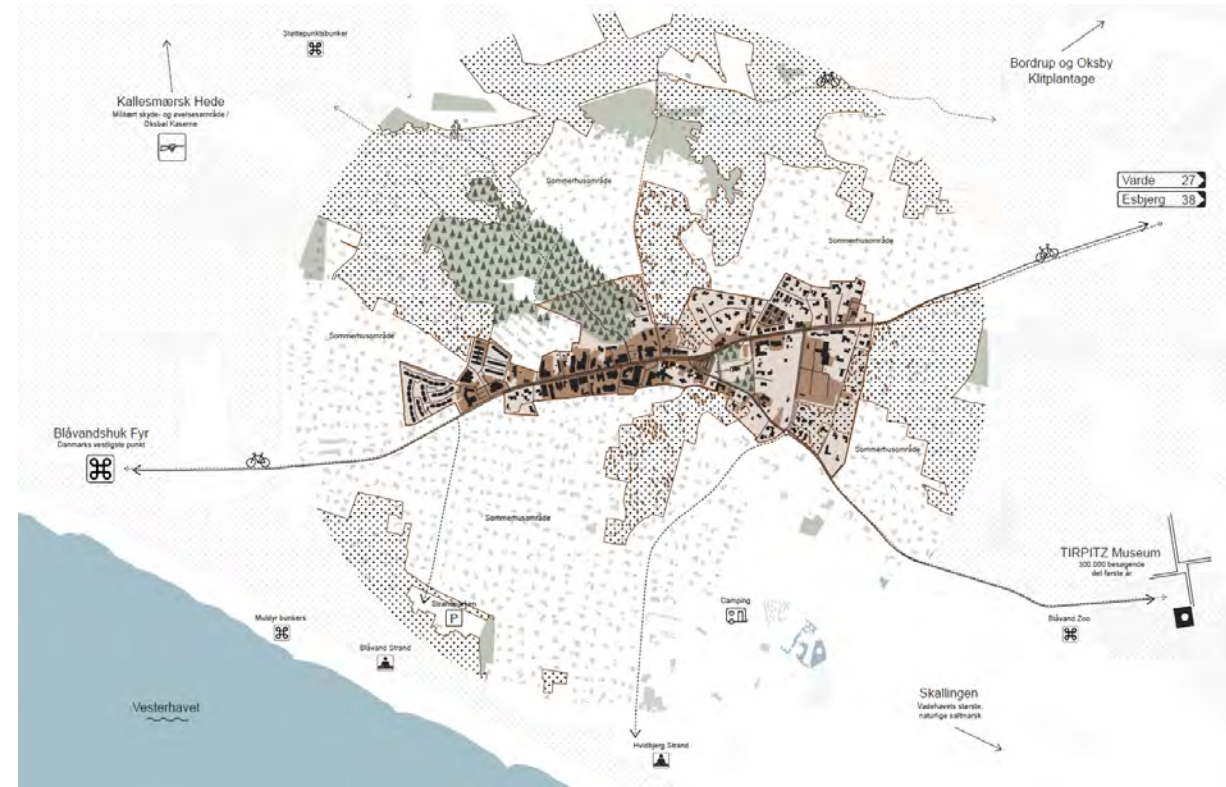 Støttepunktsbunker
Bordrup og Oksby
Klitplantage
Kallesmærsk Hede
Militært skyde- og øvelsesområde /
Oksbøl Kaserne
Varde 27
Esbjerg 38
Sommerhusområde
Sommerhusområde
Sommerhusområde
Blåvandshuk Fyr
Danmarks vestligste punkt
Sommerhusområde
Sommerhusområde
TIRPITZ Museum
300.000 besøgende
det første år
Camping
Strandparken
P
Muldyr bunkers
Blåvand Zoo
Blåvand Strand
Skallingen
Vadehavets største,
naturlige saltmarsk
Vesterhavet
Hvidbjerg Strand